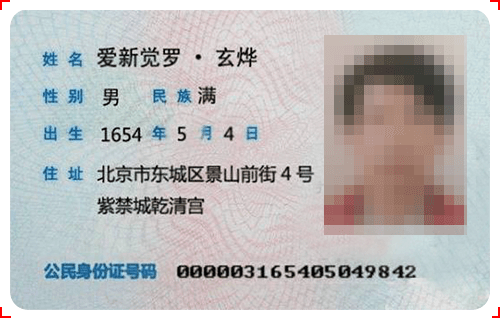 姓名 爱新觉罗·玄烨
性别 男 民族 满
出生 1654 年 5 月 4 日
住址 北京市东城区景山前街4号
紫禁城乾清宫
公民身份证号码 000003165405049842